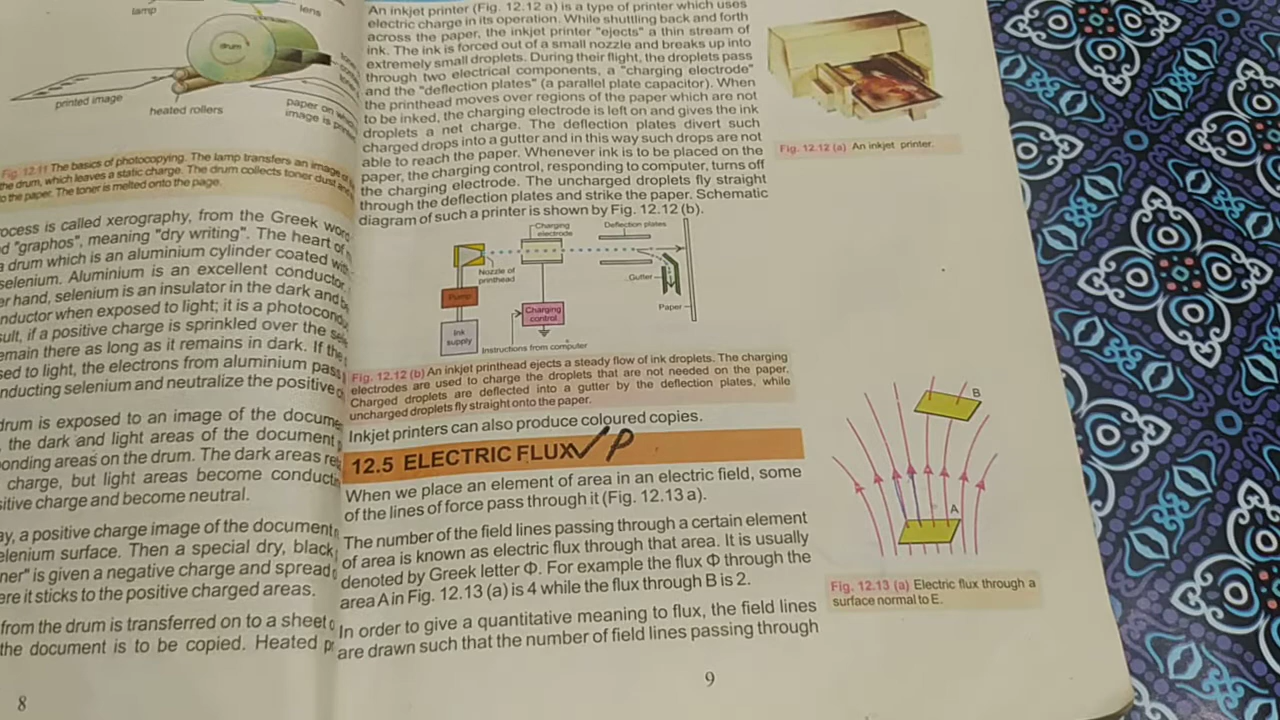 lamp
lens
drum
printed image
heated rollers
paper on which
image is printed
Fig. 12.11 The basics of photocopying. The lamp transfers an image
the drum, which leaves a static charge. The drum collects toner dust and
to the paper. The toner is melted onto the page.
rocess is called xerography, from the Greek word
d "graphos", meaning "dry writing". The heart of
a drum which is an aluminium cylinder coated with
selenium. Aluminium is an excellent conductor.
er hand, selenium is an insulator in the dark and
nductor when exposed to light; it is a photocond
sult, if a positive charge is sprinkled over the sele
emain there as long as it remains in dark. If the
sed to light, the electrons from aluminium pass
nducting selenium and neutralize the positive
drum is exposed to an image of the docume
, the dark and light areas of the document
onding areas on the drum. The dark areas re
charge, but light areas become conducti
sitive charge and become neutral.
ay, a positive charge image of the document
elenium surface. Then a special dry, black
ner" is given a negative charge and spread
ere it sticks to the positive charged areas.
from the drum is transferred on to a sheet
the document is to be copied. Heated
8
An inkjet printer (Fig. 12.12 a) is a type of printer which uses
electric charge in its operation. While shuttling back and forth
across the paper, the inkjet printer "ejects" a thin stream of
ink. The ink is forced out of a small nozzle and breaks up into
extremely small droplets. During their flight, the droplets pass
through two electrical components, a "charging electrode"
and the "deflection plates" (a parallel plate capacitor). When
the printhead moves over regions of the paper which are not
to be inked, the charging electrode is left on and gives the ink
droplets a net charge. The deflection plates divert such
charged drops into a gutter and in this way such drops are not
able to reach the paper. Whenever ink is to be placed on the
paper, the charging control, responding to computer, turns off
the charging electrode. The uncharged droplets fly straight
through the deflection plates and strike the paper. Schematic
diagram of such a printer is shown by Fig. 12.12 (b).
Charging
electrode
Deflection plates
Nozzle of
printhead
Gutter
Pump
Charging
control
Paper
Ink
supply
Instructions from computer
Fig. 12.12 (b) An inkjet printhead ejects a steady flow of ink droplets. The charging
electrodes are used to charge the droplets that are not needed on the paper.
Charged droplets are deflected into a gutter by the deflection plates, while
uncharged droplets fly straight onto the paper.
Inkjet printers can also produce coloured copies.
12.5 ELECTRIC FLUX ✓ P
When we place an element of area in an electric field, some
of the lines of force pass through it (Fig. 12.13 a).
The number of the field lines passing through a certain element
of area is known as electric flux through that area. It is usually
denoted by Greek letter Φ. For example the flux Φ through the
area A in Fig. 12.13 (a) is 4 while the flux through B is 2.
In order to give a quantitative meaning to flux, the field lines
are drawn such that the number of field lines passing through
9
Fig. 12.12 (a) An inkjet printer.
B
A
Fig. 12.13 (a) Electric flux through a
surface normal to E.